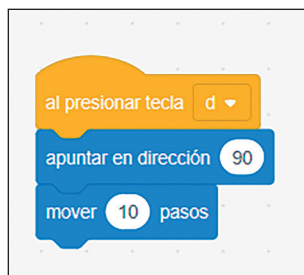 al presionar tecla d
apuntar en dirección 90
mover 10 pasos